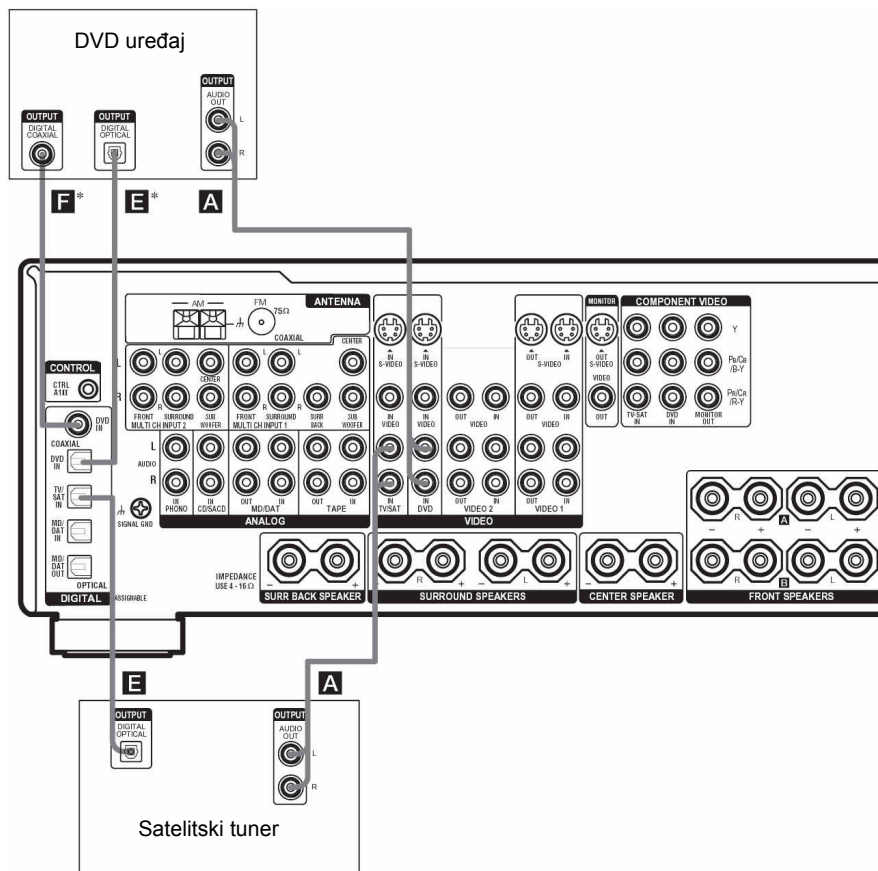 DVD uređaj
OUTPUT
AUDIO
OUT
L
R
OUTPUT
DIGITAL
COAXIAL
OUTPUT
DIGITAL
OPTICAL
F*
E*
A
AM
FM
75Ω
COAXIAL
ANTENNA
CENTER
MONITOR
COMPONENT VIDEO
IN
S-VIDEO
IN
S-VIDEO
OUT
IN
S-VIDEO
OUT
S-VIDEO
Y
PB/CB
/B-Y
PR/CR
/R-Y
L
R
L
CENTER
R
L
R
FRONT
SURROUND
SUB
WOOFER
MULTI CH INPUT 2
FRONT
SURROUND
SURR
BACK
SUB
WOOFER
MULTI CH INPUT 1
IN
VIDEO
IN
VIDEO
OUT
IN
VIDEO
OUT
IN
VIDEO
VIDEO
OUT
TV-SAT
IN
DVD
IN
MONITOR
OUT
CONTROL
CTRL
A1II
DVD
IN
COAXIAL
DVD
IN
TV/
SAT
IN
MD/
DAT
IN
MD/
DAT
OUT
OPTICAL
DIGITAL
ASSIGNABLE
SIGNAL GND
L
AUDIO
R
IN
PHONO
IN
CD/SACD
OUT
IN
MD/DAT
OUT
IN
TAPE
ANALOG
IN
TV/SAT
IN
DVD
OUT
IN
VIDEO 2
OUT
IN
VIDEO 1
VIDEO
R
L
– + A – +
R
L
B
FRONT SPEAKERS
IMPEDANCE
USE 4 - 16 Ω
– +
SURR BACK SPEAKER
– R + – L +
SURROUND SPEAKERS
– +
CENTER SPEAKER
E
A
OUTPUT
DIGITAL
OPTICAL
OUTPUT
AUDIO
OUT
L
R
Satelitski tuner